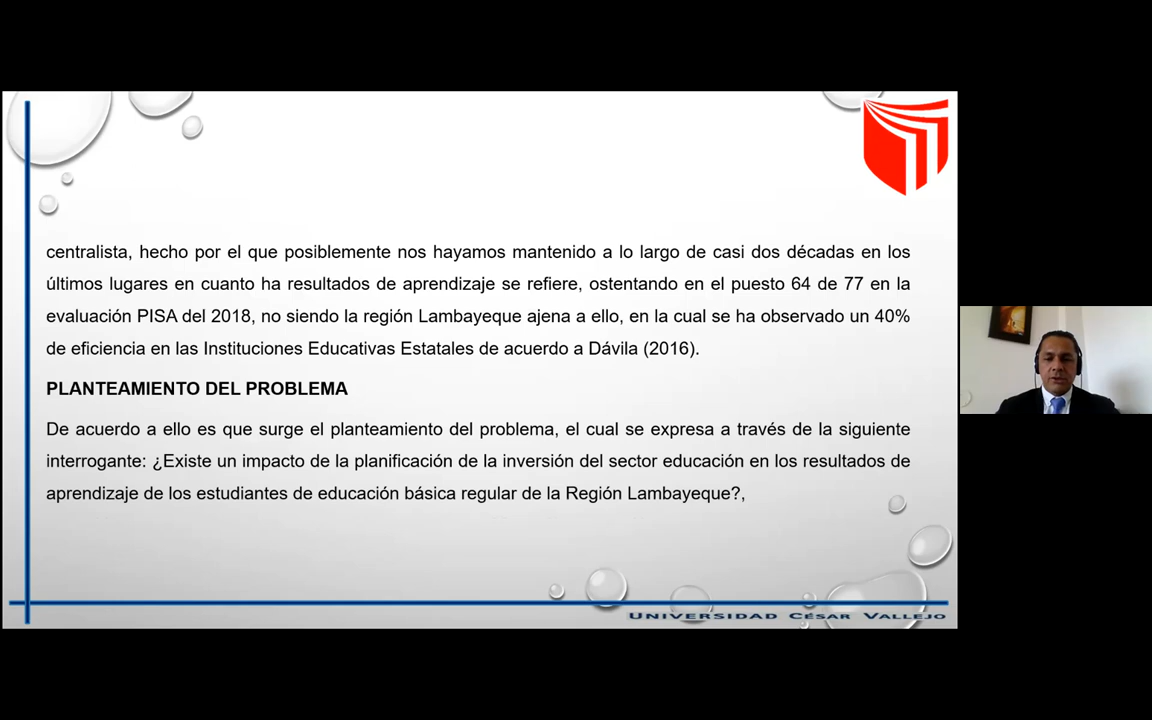 centralista, hecho por el que posiblemente nos hayamos mantenido a lo largo de casi dos décadas en los
últimos lugares en cuanto ha resultados de aprendizaje se refiere, ostentando en el puesto 64 de 77 en la
evaluación PISA del 2018, no siendo la región Lambayeque ajena a ello, en la cual se ha observado un 40%
de eficiencia en las Instituciones Educativas Estatales de acuerdo a Dávila (2016).
PLANTEAMIENTO DEL PROBLEMA
De acuerdo a ello es que surge el planteamiento del problema, el cual se expresa a través de la siguiente
interrogante: ¿Existe un impacto de la planificación de la inversión del sector educación en los resultados de
aprendizaje de los estudiantes de educación básica regular de la Región Lambayeque?,
UNIVERSIDAD CÉSAR VALLEJO